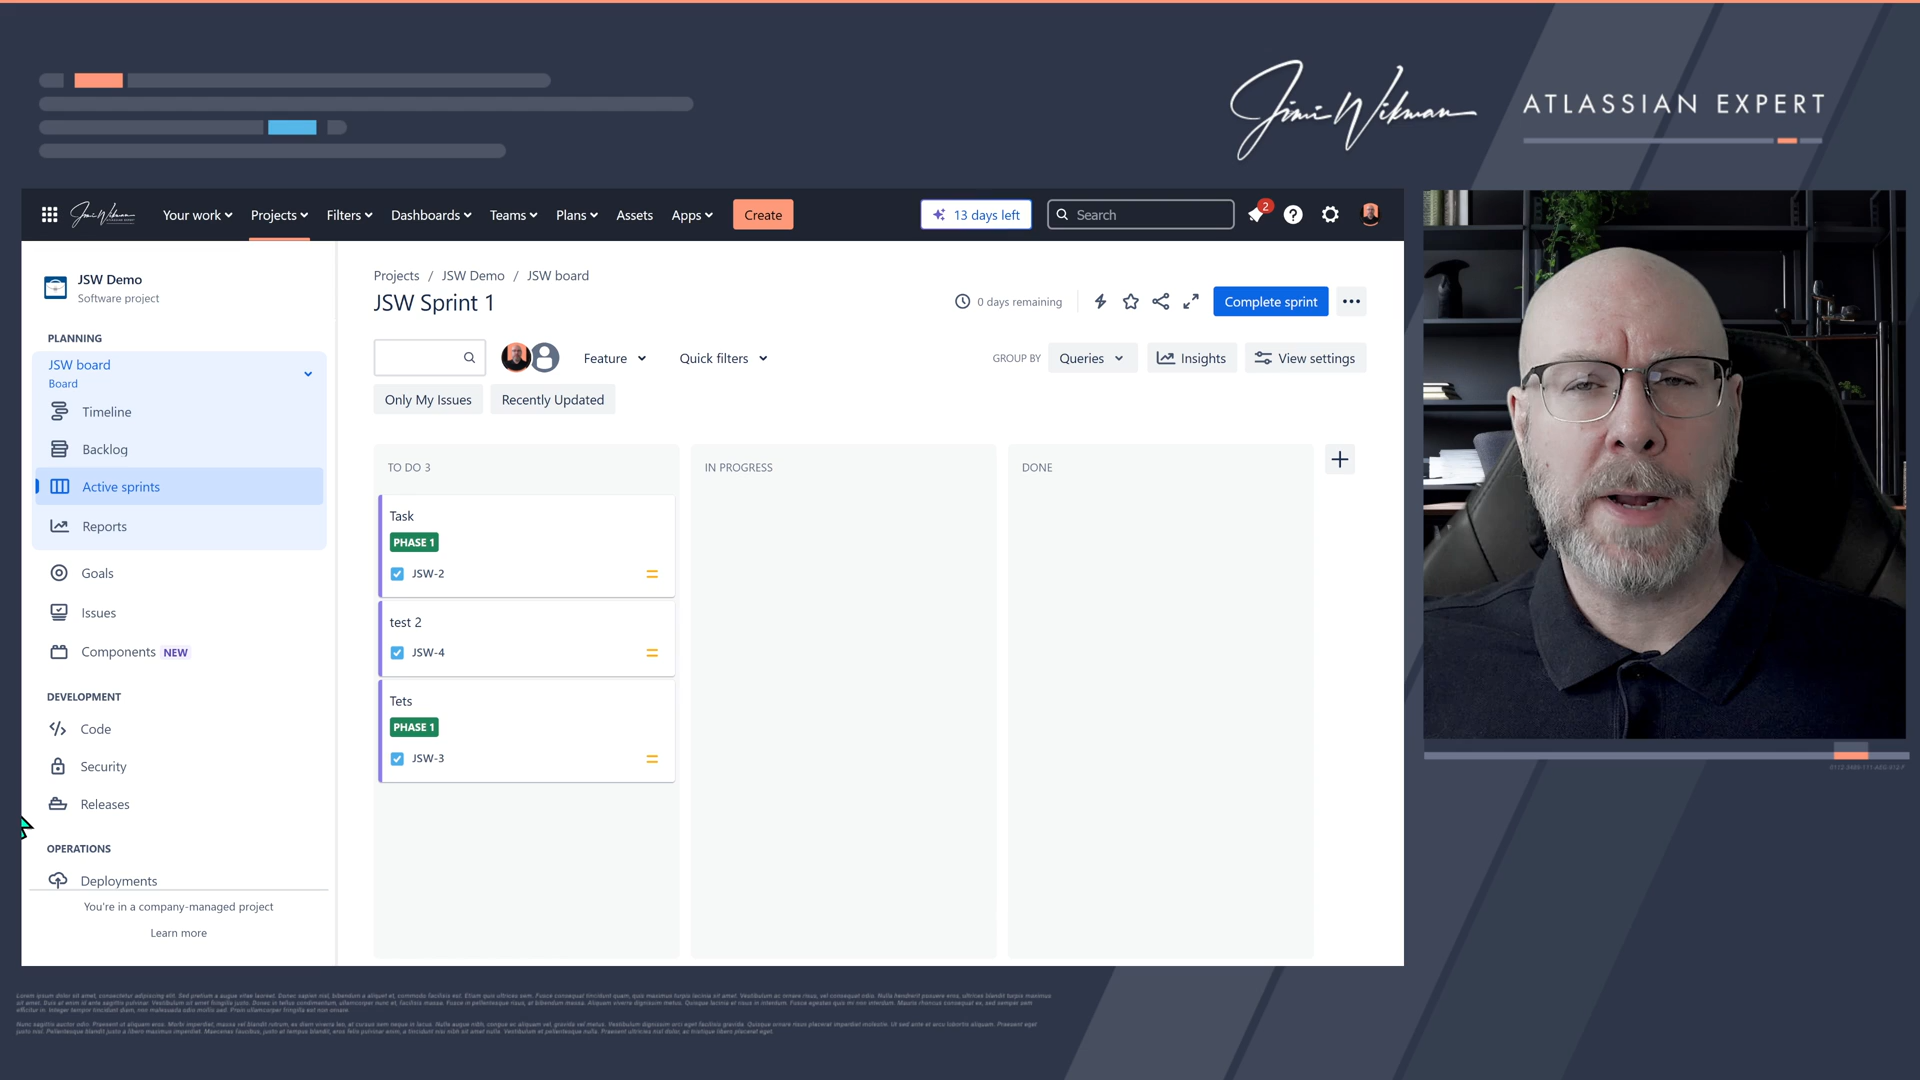 Jimi Wikman
ATLASSIAN EXPERT
Your work
Projects
Filters
Dashboards
Teams
Plans
Assets
Apps
Create
13 days left
Search
2
JSW Demo
Software project
PLANNING
JSW board
Board
Timeline
Backlog
Active sprints
Reports
Goals
Issues
Components NEW
DEVELOPMENT
Code
Security
Releases
OPERATIONS
Deployments
You're in a company-managed project
Learn more
Projects / JSW Demo / JSW board
JSW Sprint 1
0 days remaining
Complete sprint
Feature
Quick filters
GROUP BY
Queries
Insights
View settings
Only My Issues
Recently Updated
TO DO 3
Task
PHASE 1
JSW-2
test 2
JSW-4
Tets
PHASE 1
JSW-3
IN PROGRESS
DONE